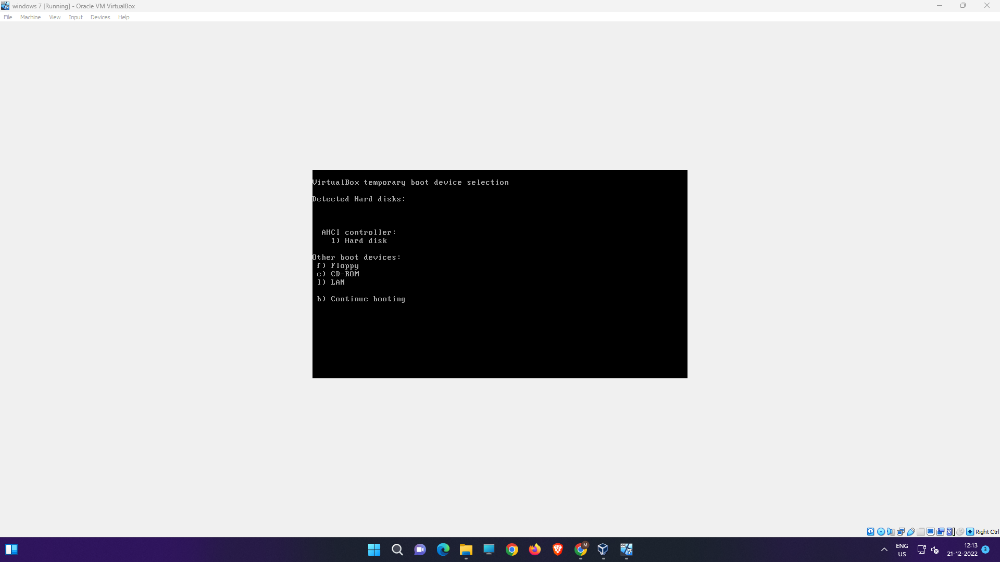 windows 7 [Running] - Oracle VM VirtualBox
File Machine View Input Devices Help
VirtualBox temporary boot device selection
Detected Hard disks:
AHCI controller:
1) Hard disk
Other boot devices:
f) Floppy
c) CD-ROM
l) LAN
b) Continue booting
Right Ctrl
M
ENG
US
12:13
21-12-2022
3